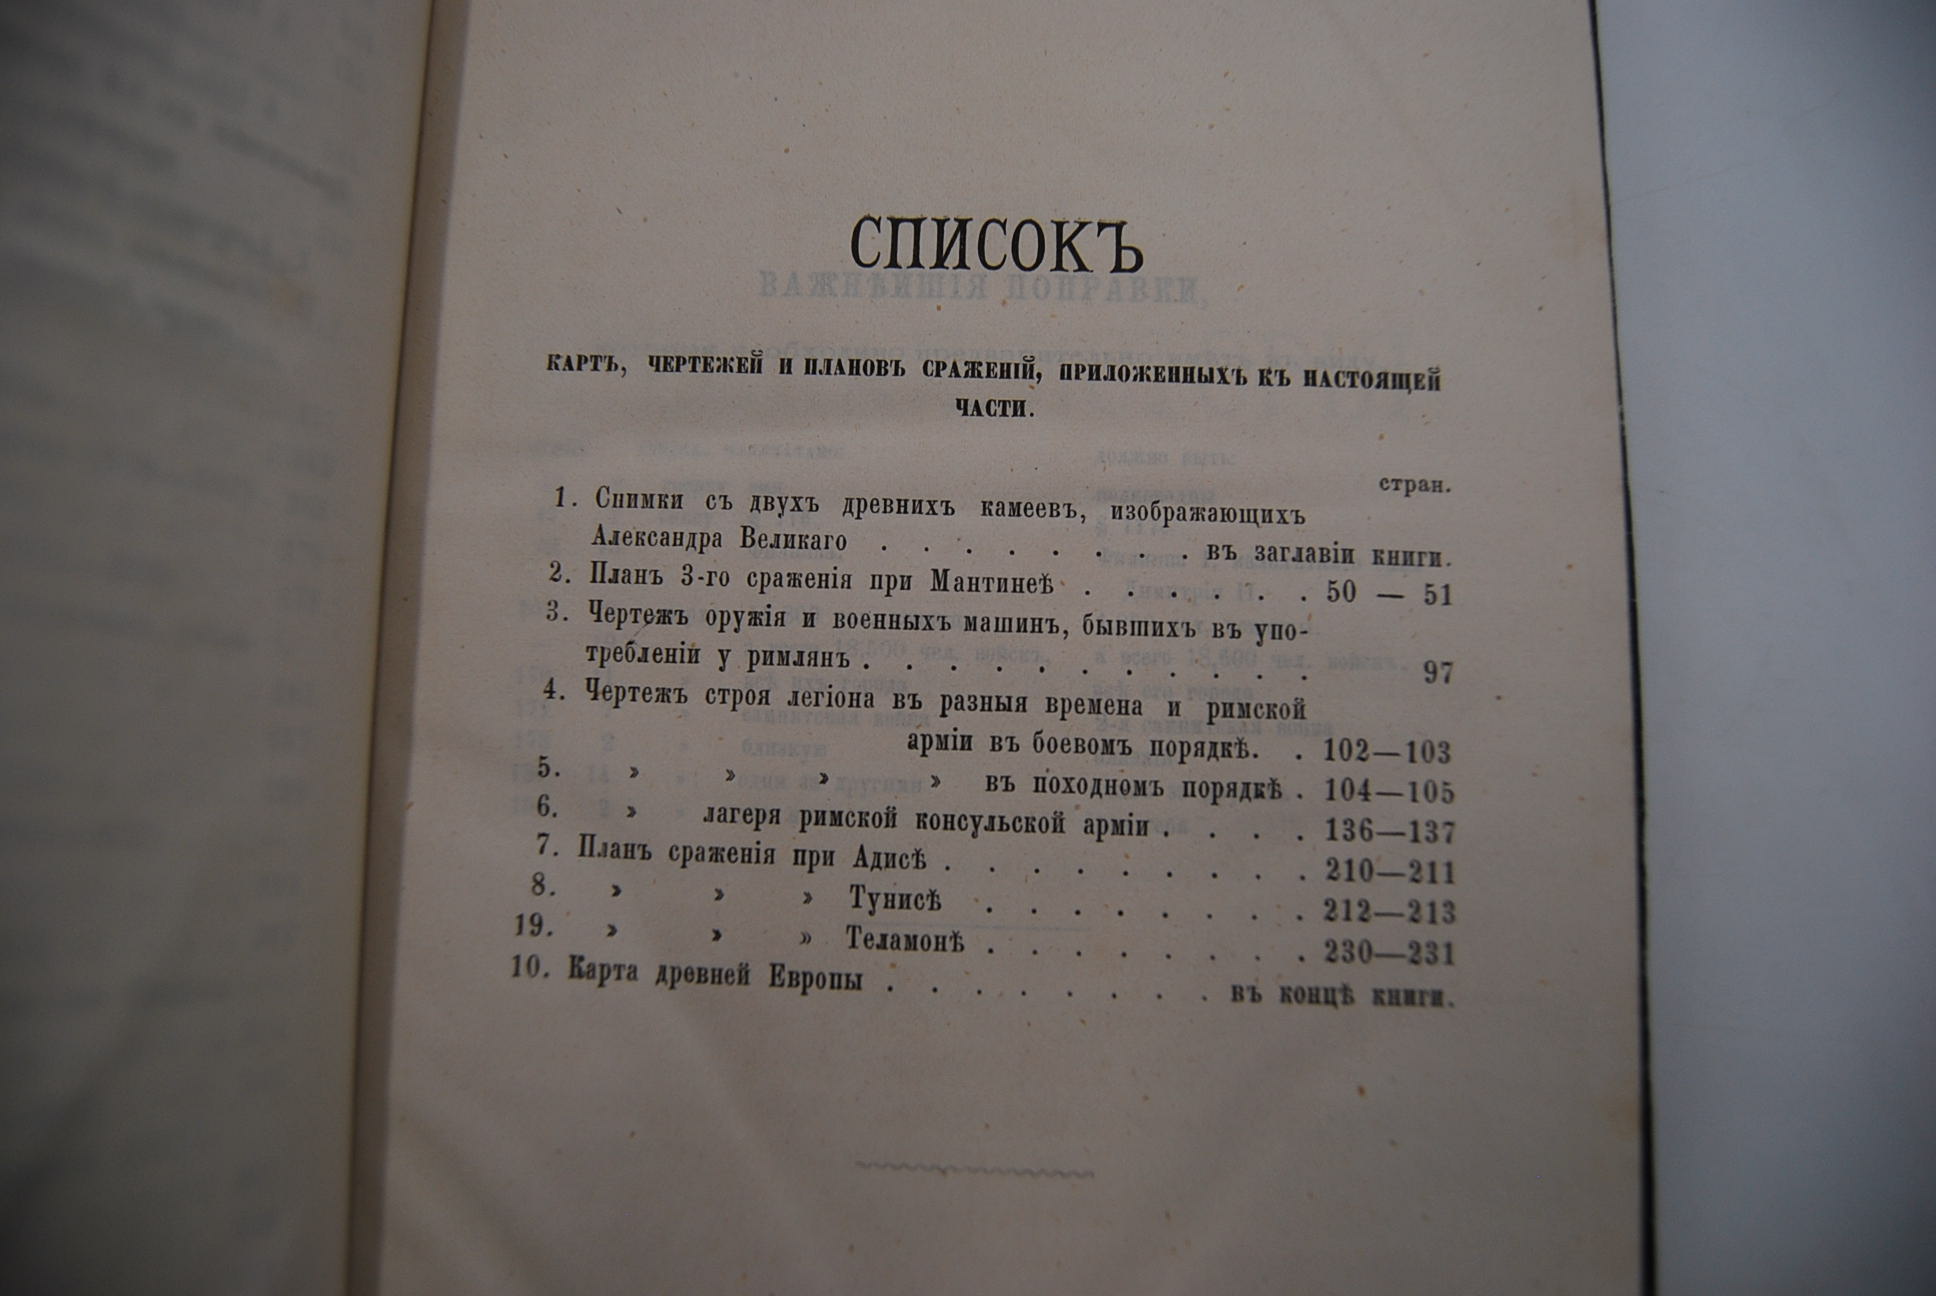 СПИСОКЪ
КАРТЪ, ЧЕРТЕЖЕЙ И ПЛАНОВЪ СРАЖЕНІЙ, ПРИЛОЖЕННЫХЪ КЪ НАСТОЯЩЕЙ
ЧАСТИ.
стран.
1. Снимки съ двухъ древнихъ камеевъ, изображающихъ
Александра Великаго . . . . . . . . въ заглавіи книги.
2. Планъ 3-го сраженія при Мантинеѣ . . . . . . 50 — 51
3. Чертежъ оружія и военныхъ машинъ, бывшихъ въ упо-
требленіи у римлянъ . . . . . . . . . . . 97
4. Чертежъ строя легіона въ разныя времена и римской
арміи въ боевомъ порядкѣ. . 102—103
5. » » » » въ походномъ порядкѣ . 104—105
6. » лагеря римской консульской арміи . . . . 136—137
7. Планъ сраженія при Адисѣ . . . . . . . . . 210—211
8. » » » Тунисѣ . . . . . . . . 212—213
19. » » » Теламонѣ . . . . . . . . 230—231
10. Карта древней Европы . . . . . . . . въ концѣ книги.